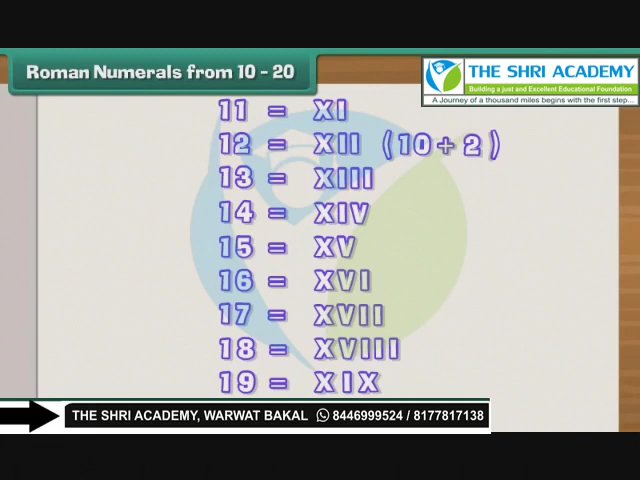 Roman Numerals from 10 - 20
THE SHRI ACADEMY
Building a just and Excellent Educational Foundation
A Journey of a thousand miles begins with the first step...
11 = XI
12 = XII (10 + 2)
13 = XIII
14 = XIV
15 = XV
16 = XVI
17 = XVII
18 = XVIII
19 = XIX
THE SHRI ACADEMY, WARWAT BAKAL 8446999524 / 8177817138